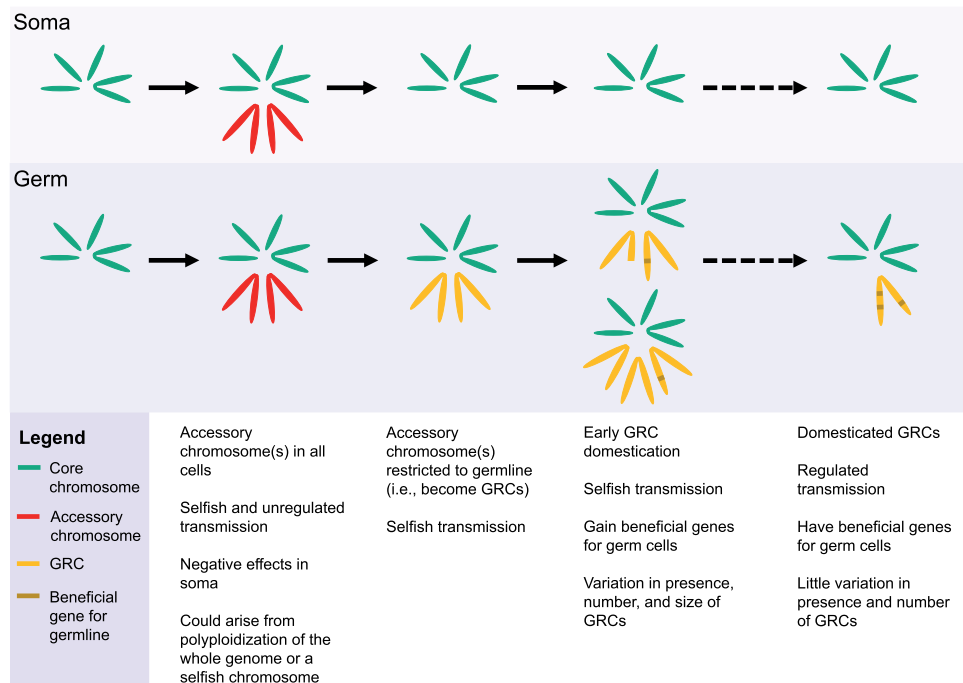 Soma
Germ
Legend
Core
chromosome
Accessory
chromosome
GRC
Beneficial
gene for
germline
Accessory
chromosome(s) in all
cells
Selfish and unregulated
transmission
Negative effects in
soma
Could arise from
polyploidization of the
whole genome or a
selfish chromosome
Accessory
chromosome(s)
restricted to germline
(i.e., become GRCs)
Selfish transmission
Early GRC
domestication
Selfish transmission
Gain beneficial genes
for germ cells
Variation in presence,
number, and size of
GRCs
Domesticated GRCs
Regulated
transmission
Have beneficial genes
for germ cells
Little variation in
presence and number
of GRCs